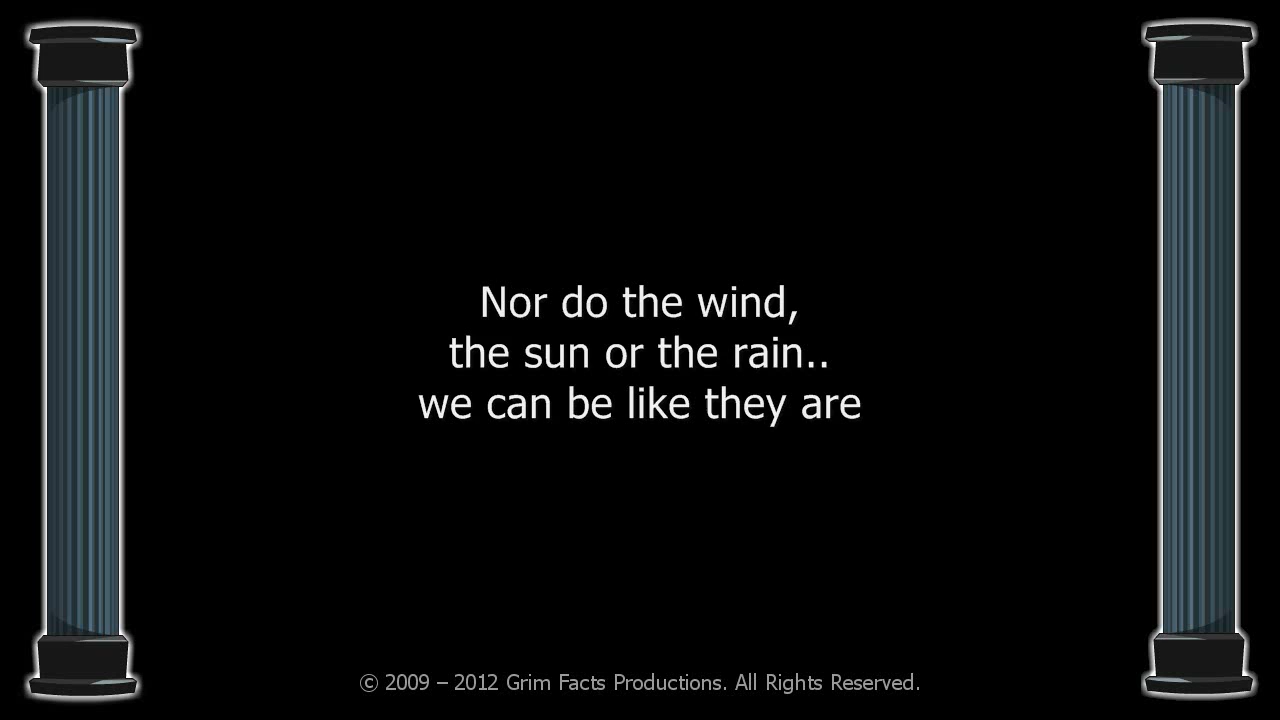 Nor do the wind,
the sun or the rain..
we can be like they are
© 2009 – 2012 Grim Facts Productions. All Rights Reserved.